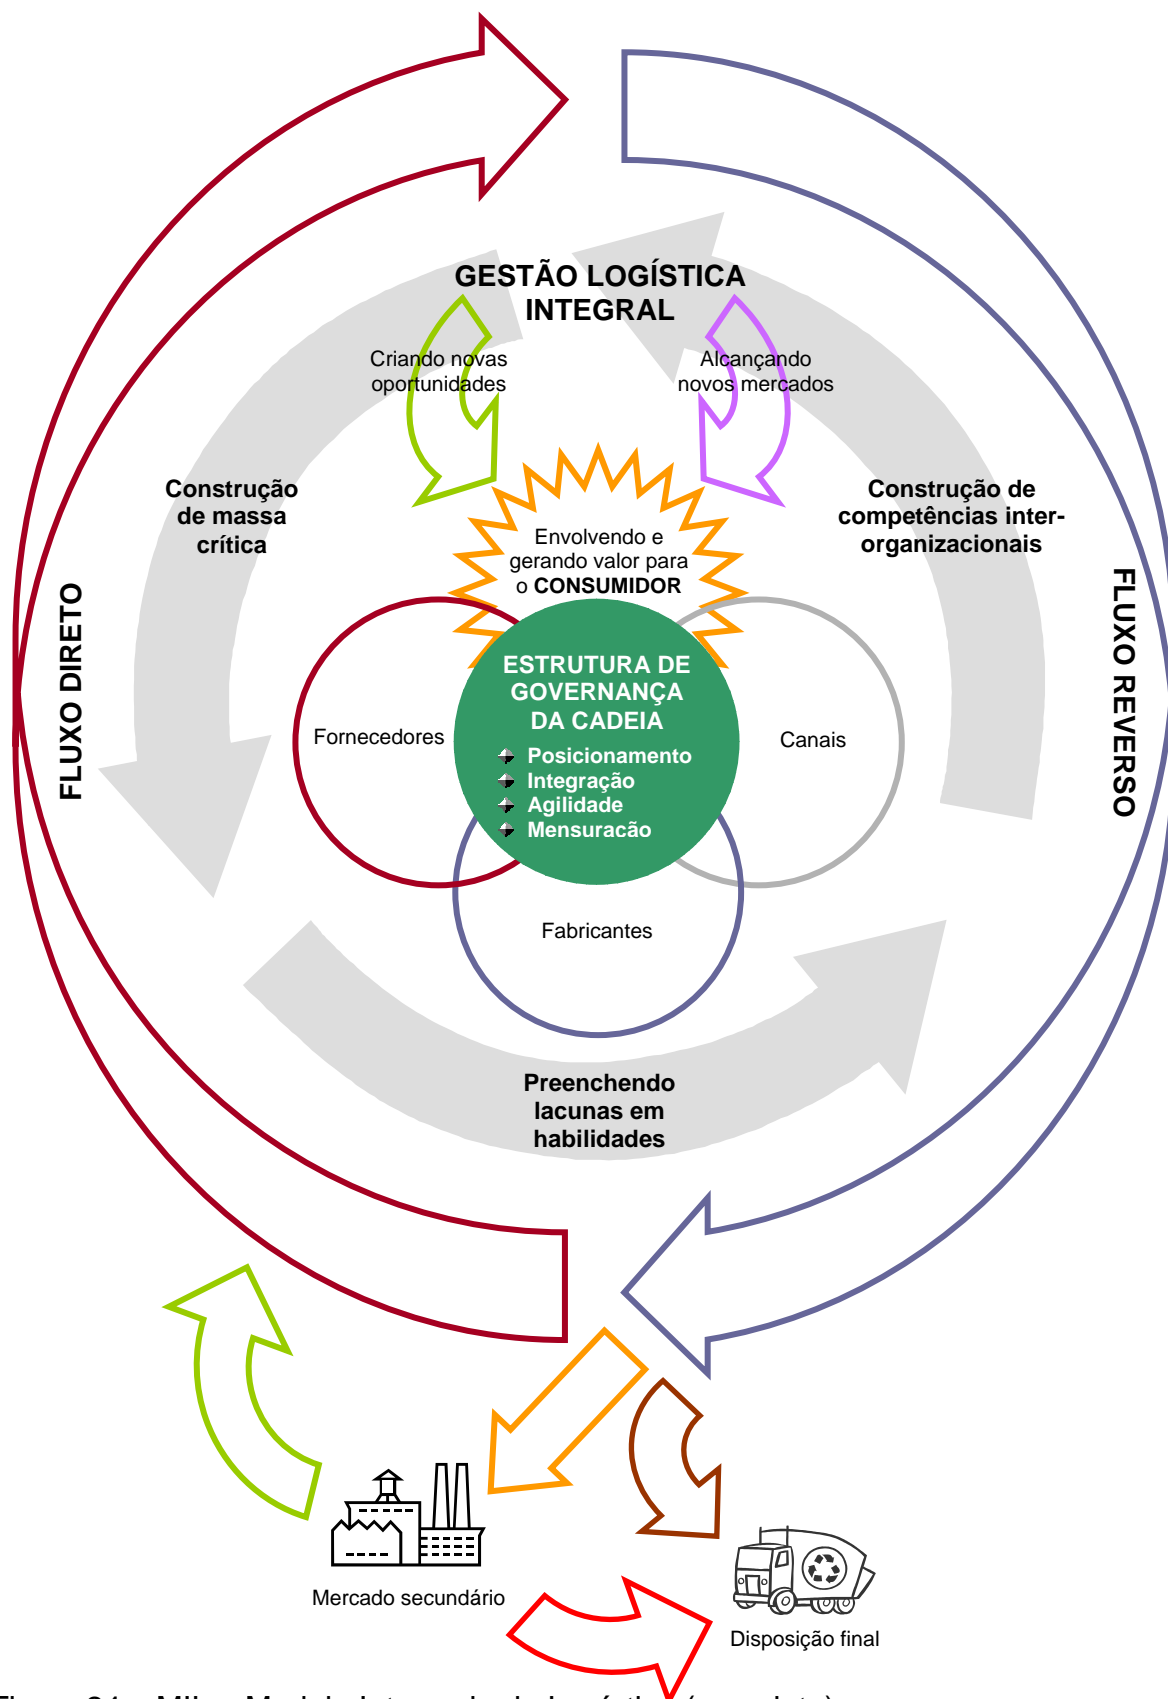 GESTÃO LOGÍSTICA
INTEGRAL
Criando novas
oportunidades
Alcançando
novos mercados
Construção
de massa
crítica
Construção de
competências inter-
organizacionais
Envolvendo e
gerando valor para
o CONSUMIDOR
FLUXO DIRETO
FLUXO REVERSO
ESTRUTURA DE
GOVERNANÇA
DA CADEIA
Posicionamento
Integração
Agilidade
Mensuração
Fornecedores
Canais
Fabricantes
Preenchendo
lacunas em
habilidades
Mercado secundário
Disposição final